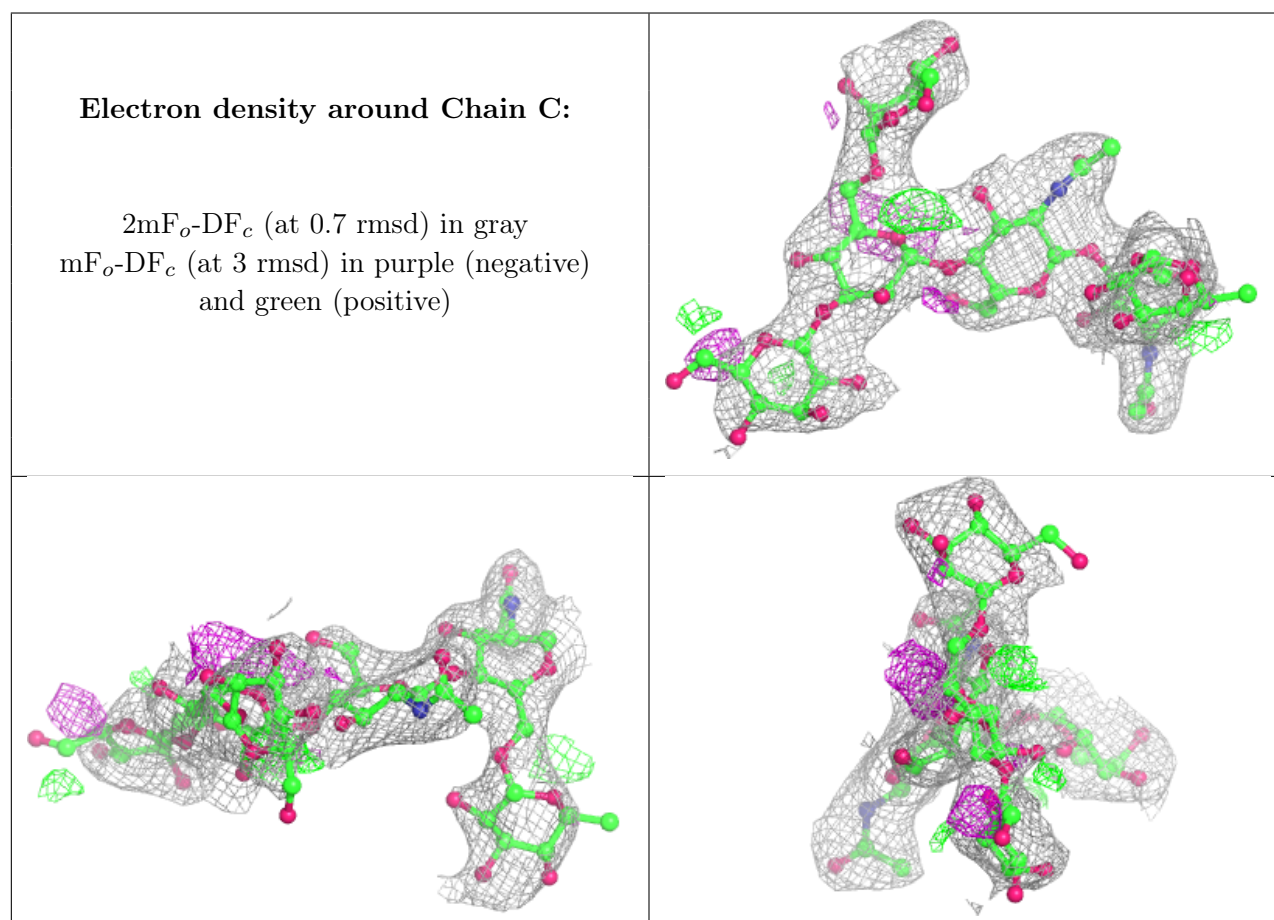 Electron density around Chain C:
2mFo-DFc (at 0.7 rmsd) in gray
mFo-DFc (at 3 rmsd) in purple (negative)
and green (positive)